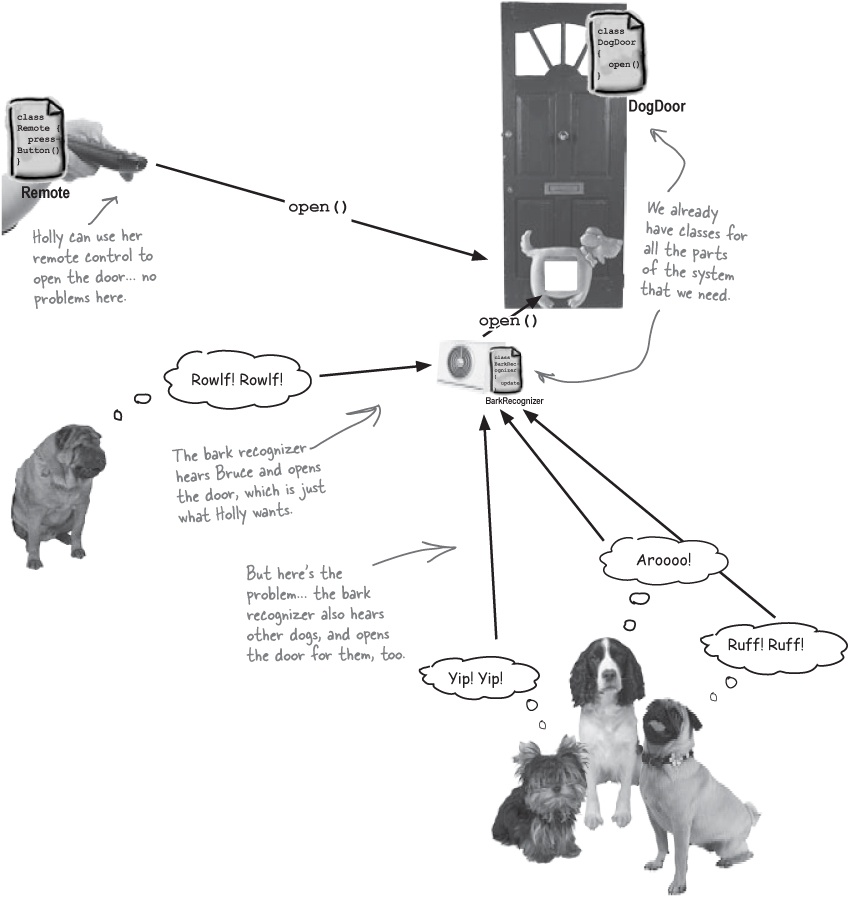 class
DogDoor
{
open()
}
DogDoor
class
Remote {
press-
Button()
}
Remote
open()
Holly can use her
remote control to
open the door... no
problems here.
We already
have classes for
all the parts
of the system
that we need.
open()
class
BarkRec-
ognizer
{
update
BarkRecognizer
Rowlf! Rowlf!
The bark recognizer
hears Bruce and opens
the door, which is just
what Holly wants.
But here's the
problem... the bark
recognizer also hears
other dogs, and opens
the door for them, too.
Aroooo!
Ruff! Ruff!
Yip! Yip!